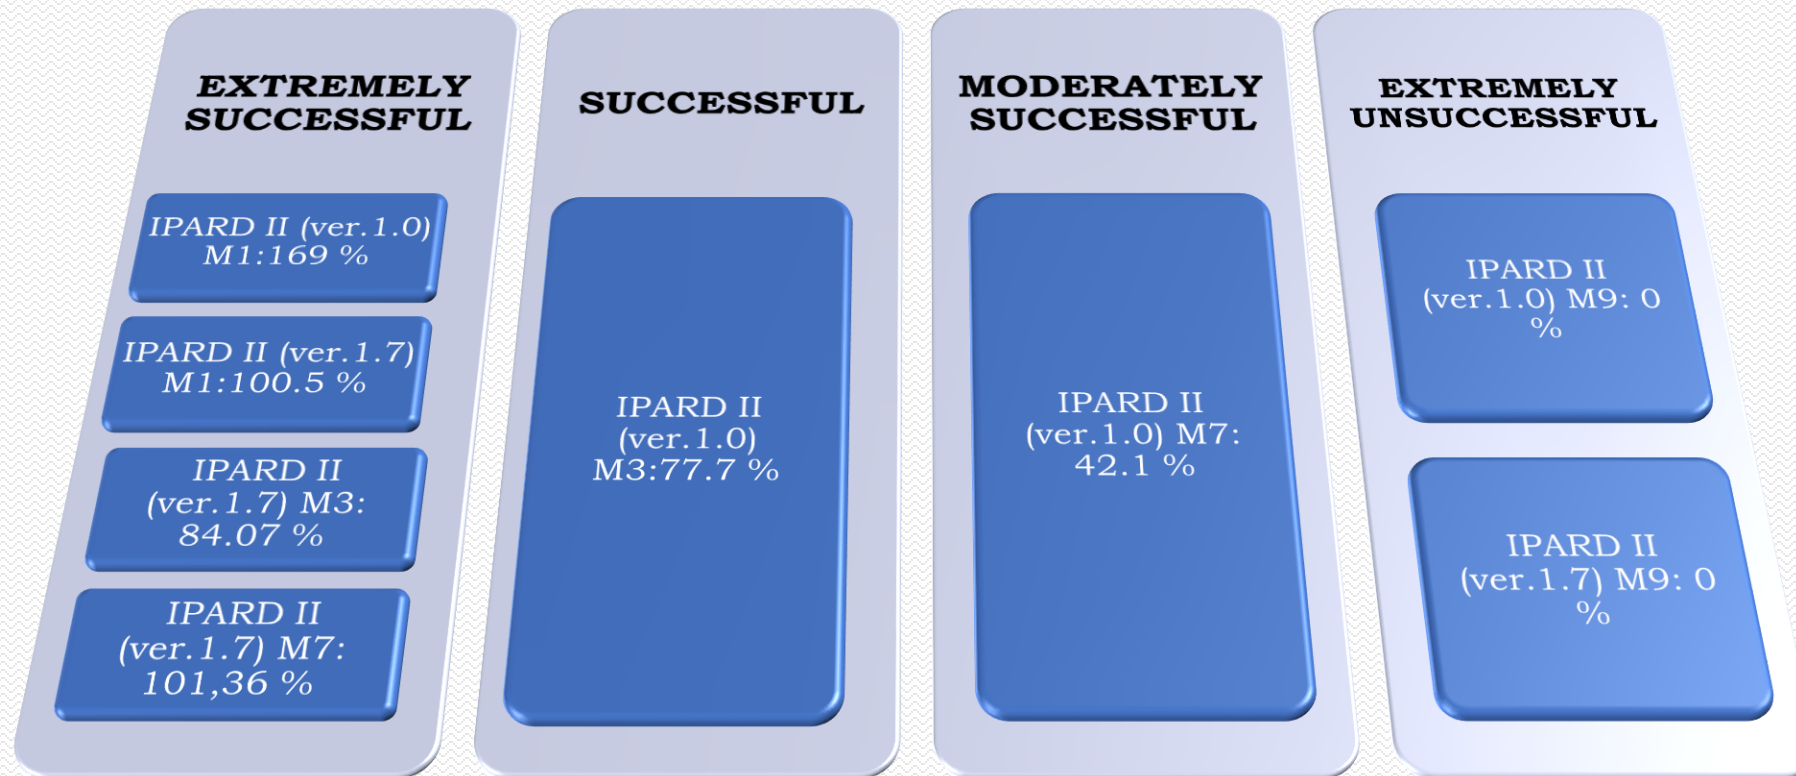 EXTREMELY
SUCCESSFUL
IPARD II (ver.1.0)
M1:169 %
IPARD II (ver.1.7)
M1:100.5 %
IPARD II
(ver.1.7) M3:
84.07 %
IPARD II
(ver.1.7) M7:
101,36 %
SUCCESSFUL
IPARD II
(ver.1.0)
M3:77.7 %
MODERATELY
SUCCESSFUL
IPARD II
(ver.1.0) M7:
42.1 %
EXTREMELY
UNSUCCESSFUL
IPARD II
(ver.1.0) M9: 0
%
IPARD II
(ver.1.7) M9: 0
%